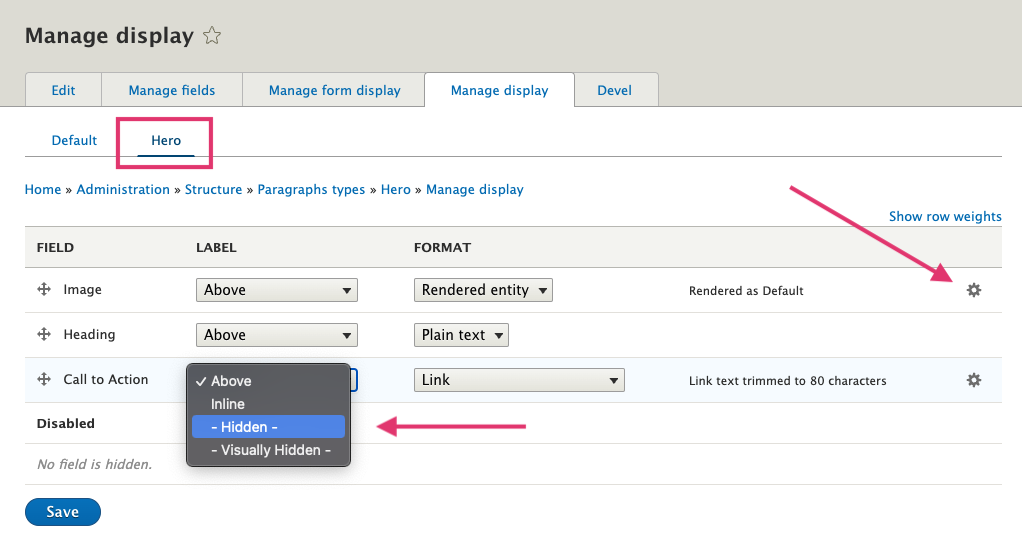 Manage display
Edit Manage fields Manage form display Manage display Devel
Default Hero
Home » Administration » Structure » Paragraphs types » Hero » Manage display
Show row weights
FIELD LABEL FORMAT
Image Above Rendered entity Rendered as Default
Heading Above Plain text
Call to Action Link Link text trimmed to 80 characters
✓ Above
Inline
- Hidden -
- Visually Hidden -
Disabled
No field is hidden.
Save